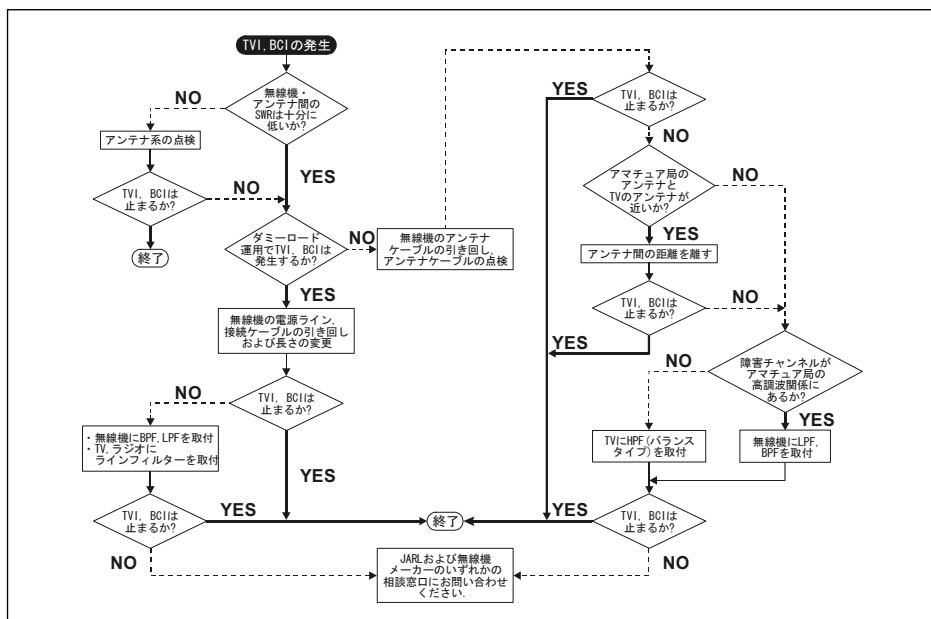 TVI, BCIの発生
無線機・
アンテナ間の
SWRは十分に
低いか?
NO
アンテナ系の点検
YES
TVI, BCIは
止まるか?
NO
終了
ダミーロード
運用でTVI, BCIは
発生するか?
NO
無線機のアンテナ
ケーブルの引き回し,
アンテナケーブルの点検
YES
無線機の電源ライン,
接続ケーブルの引き回し
および長さの変更
TVI, BCIは
止まるか?
NO
・無線機にBPF, LPFを取付
・TV, ラジオに
ラインフィルターを取付
YES
TVI, BCIは
止まるか?
YES
NO
終了
JARLおよび無線機
メーカーのいずれかの
相談窓口にお問い合わせ
ください.
TVI, BCIは
止まるか?
YES
NO
アマチュア局の
アンテナと
TVのアンテナが
近いか?
NO
YES
アンテナ間の距離を離す
TVI, BCIは
止まるか?
NO
YES
障害チャンネルが
アマチュア局の
高調波関係に
あるか?
NO
YES
TVにHPF(バランス
タイプ)を取付
無線機にLPF,
BPFを取付
TVI, BCIは
止まるか?
YES
NO